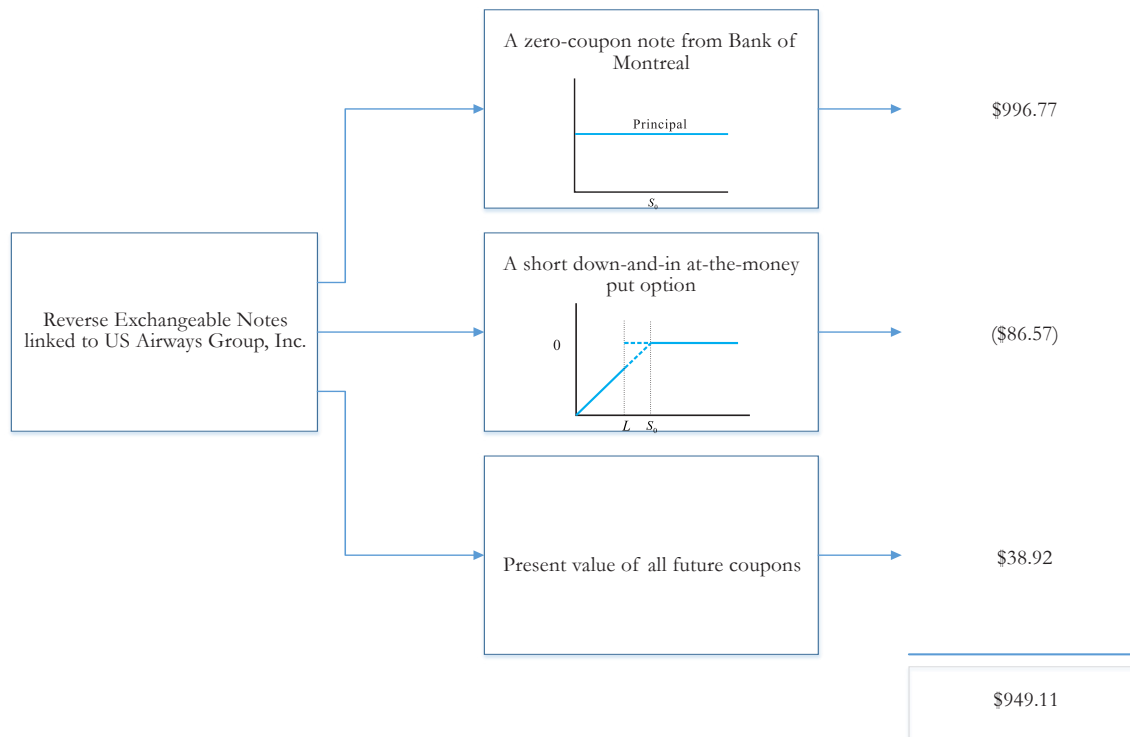 A zero-coupon note from Bank of
Montreal
Principal
S₀
$996.77
Reverse Exchangeable Notes
linked to US Airways Group, Inc.
A short down-and-in at-the-money
put option
0
L S₀
($86.57)
Present value of all future coupons
$38.92
$949.11